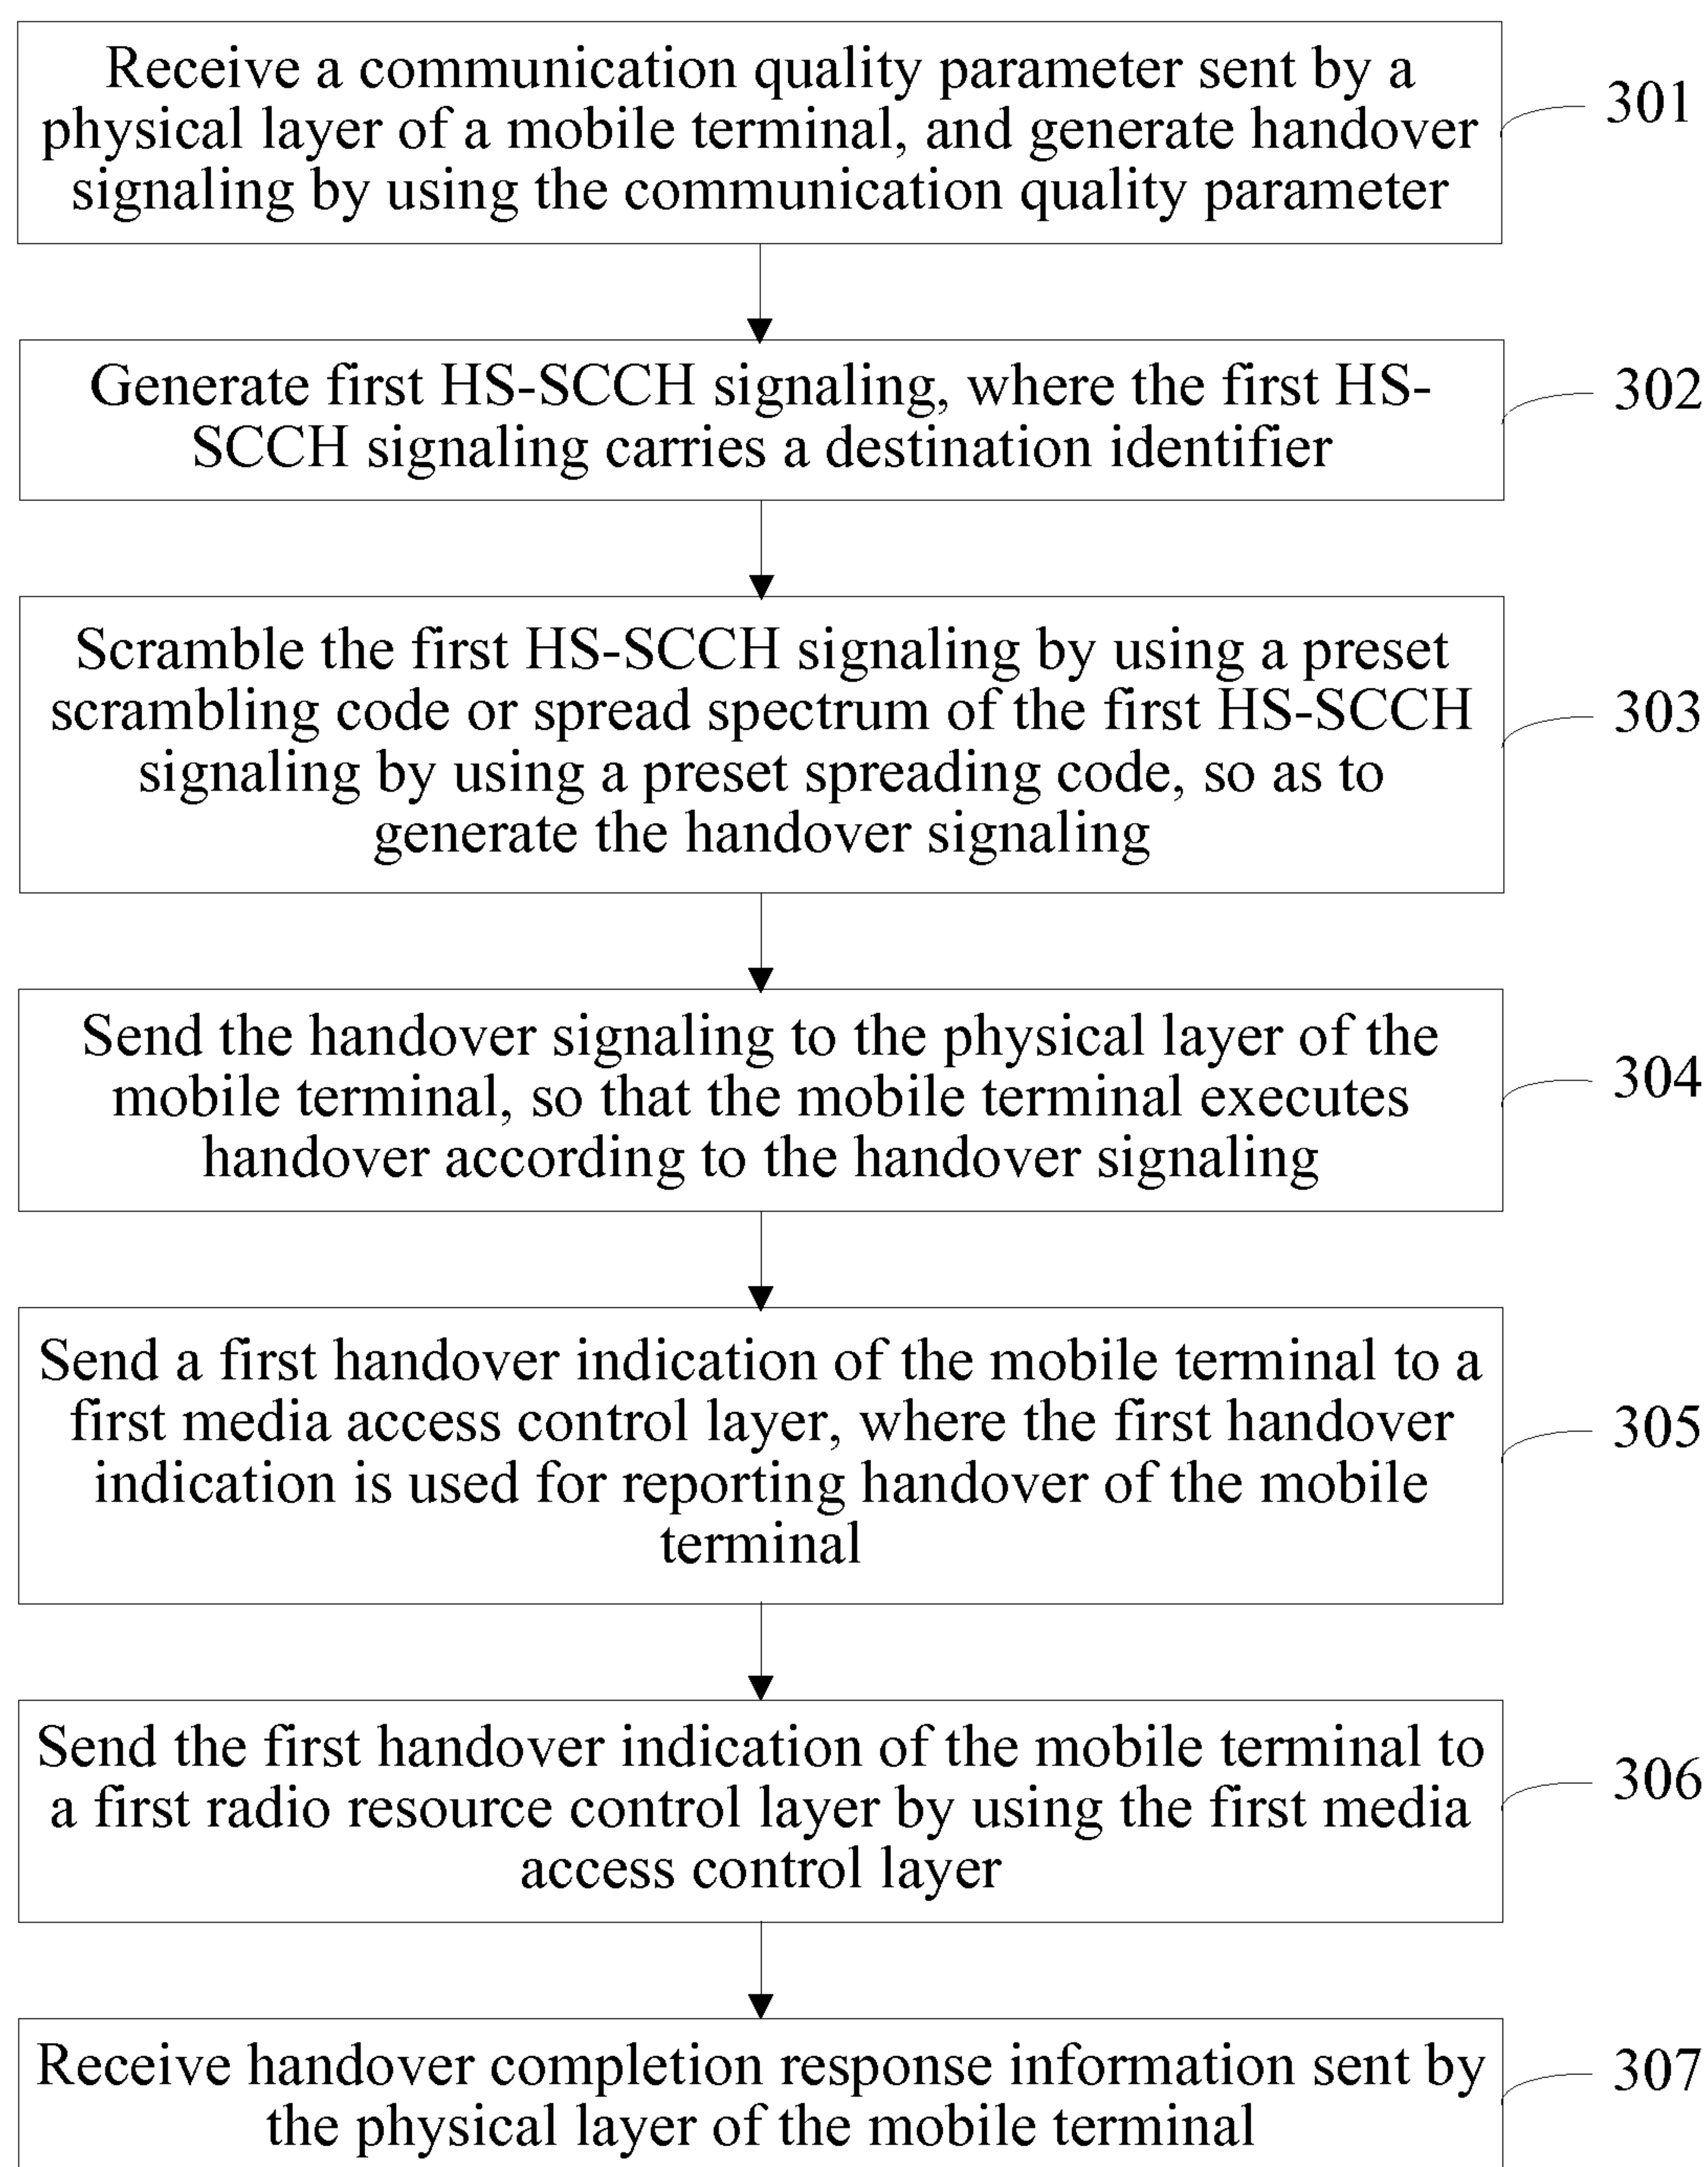 Receive a communication quality parameter sent by a
physical layer of a mobile terminal, and generate handover
signaling by using the communication quality parameter
301
Generate first HS-SCCH signaling, where the first HS-
SCCH signaling carries a destination identifier
302
Scramble the first HS-SCCH signaling by using a preset
scrambling code or spread spectrum of the first HS-SCCH
signaling by using a preset spreading code, so as to
generate the handover signaling
303
Send the handover signaling to the physical layer of the
mobile terminal, so that the mobile terminal executes
handover according to the handover signaling
304
Send a first handover indication of the mobile terminal to a
first media access control layer, where the first handover
indication is used for reporting handover of the mobile
terminal
305
Send the first handover indication of the mobile terminal to
a first radio resource control layer by using the first media
access control layer
306
Receive handover completion response information sent by
the physical layer of the mobile terminal
307